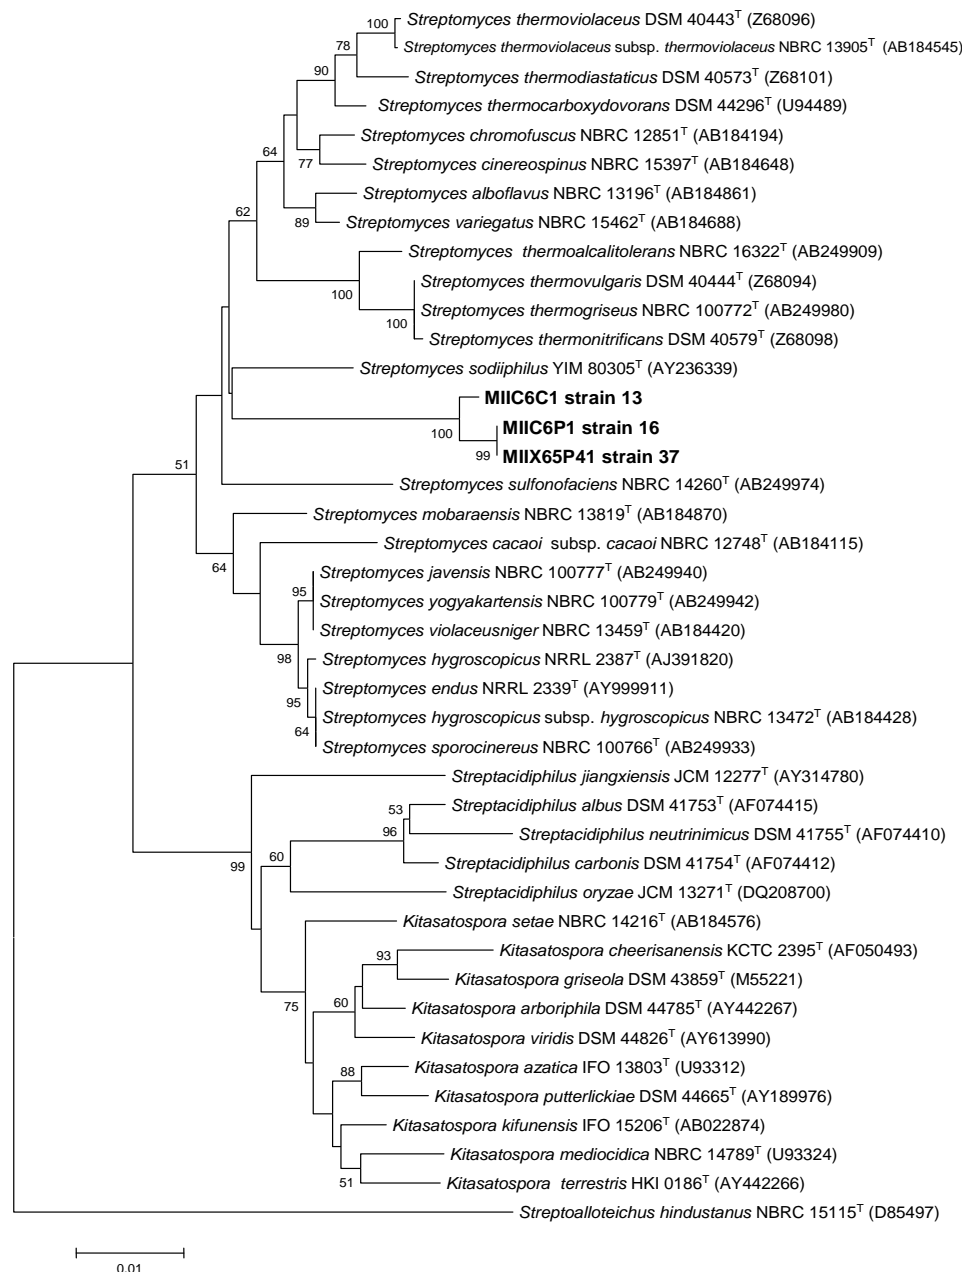 100 Streptomyces thermoviolaceus DSM 40443ᵀ (Z68096)
Streptomyces thermoviolaceus subsp. thermoviolaceus NBRC 13905ᵀ (AB184545)
78
Streptomyces thermodiastaticus DSM 40573ᵀ (Z68101)
90
Streptomyces thermocarboxydovorans DSM 44296ᵀ (U94489)
Streptomyces chromofuscus NBRC 12851ᵀ (AB184194)
64
77
Streptomyces cinereospinus NBRC 15397ᵀ (AB184648)
Streptomyces alboflavus NBRC 13196ᵀ (AB184861)
62
89
Streptomyces variegatus NBRC 15462ᵀ (AB184688)
Streptomyces thermoalcalitolerans NBRC 16322ᵀ (AB249909)
Streptomyces thermovulgaris DSM 40444ᵀ (Z68094)
100
Streptomyces thermogriseus NBRC 100772ᵀ (AB249980)
100
Streptomyces thermonitrificans DSM 40579ᵀ (Z68098)
Streptomyces sodiiphilus YIM 80305ᵀ (AY236339)
MIIC6C1 strain 13
100
MIIC6P1 strain 16
99 MIIX65P41 strain 37
51
Streptomyces sulfonofaciens NBRC 14260ᵀ (AB249974)
Streptomyces mobaraensis NBRC 13819ᵀ (AB184870)
Streptomyces cacaoi subsp. cacaoi NBRC 12748ᵀ (AB184115)
64
Streptomyces javensis NBRC 100777ᵀ (AB249940)
95
Streptomyces yogyakartensis NBRC 100779ᵀ (AB249942)
Streptomyces violaceusniger NBRC 13459ᵀ (AB184420)
98
Streptomyces hygroscopicus NRRL 2387ᵀ (AJ391820)
Streptomyces endus NRRL 2339ᵀ (AY999911)
95
Streptomyces hygroscopicus subsp. hygroscopicus NBRC 13472ᵀ (AB184428)
64
Streptomyces sporocinereus NBRC 100766ᵀ (AB249933)
Streptacidiphilus jiangxiensis JCM 12277ᵀ (AY314780)
53 Streptacidiphilus albus DSM 41753ᵀ (AF074415)
96 Streptacidiphilus neutrinimicus DSM 41755ᵀ (AF074410)
60
99
Streptacidiphilus carbonis DSM 41754ᵀ (AF074412)
Streptacidiphilus oryzae JCM 13271ᵀ (DQ208700)
Kitasatospora setae NBRC 14216ᵀ (AB184576)
93 Kitasatospora cheerisanensis KCTC 2395ᵀ (AF050493)
Kitasatospora griseola DSM 43859ᵀ (M55221)
75 60
Kitasatospora arboriphila DSM 44785ᵀ (AY442267)
Kitasatospora viridis DSM 44826ᵀ (AY613990)
88 Kitasatospora azatica IFO 13803ᵀ (U93312)
Kitasatospora putterlickiae DSM 44665ᵀ (AY189976)
Kitasatospora kifunensis IFO 15206ᵀ (AB022874)
Kitasatospora mediocidica NBRC 14789ᵀ (U93324)
51 Kitasatospora terrestris HKI 0186ᵀ (AY442266)
Streptoalloteichus hindustanus NBRC 15115ᵀ (D85497)
0.01